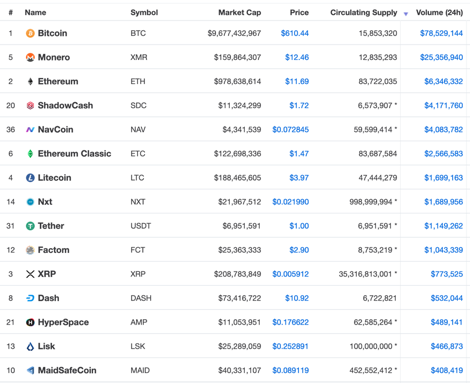 # Name Symbol Market Cap Price Circulating Supply Volume (24h)
1 Bitcoin BTC $9,677,432,967 $610.44 15,853,320 $78,529,144
5 Monero XMR $159,864,307 $12.46 12,835,293 $25,356,940
2 Ethereum ETH $978,638,614 $11.69 83,722,035 $6,346,332
20 ShadowCash SDC $11,324,299 $1.72 6,573,907 * $4,171,760
36 NavCoin NAV $4,341,539 $0.072845 59,599,414 * $4,083,782
6 Ethereum Classic ETC $122,698,336 $1.47 83,687,584 $2,566,583
4 Litecoin LTC $188,465,605 $3.97 47,444,279 $1,699,163
14 Nxt NXT $21,967,512 $0.021990 998,999,994 * $1,689,956
31 Tether USDT $6,951,591 $1.00 6,951,591 * $1,149,262
12 Factom FCT $25,363,333 $2.90 8,753,219 * $1,043,339
3 XRP XRP $208,783,849 $0.005912 35,316,813,001 * $773,525
8 Dash DASH $73,416,722 $10.92 6,722,821 $532,044
21 HyperSpace AMP $11,053,951 $0.176622 62,585,264 * $489,141
13 Lisk LSK $25,289,059 $0.252891 100,000,000 * $466,873
10 MaidSafeCoin MAID $40,331,107 $0.089119 452,552,412 * $408,419